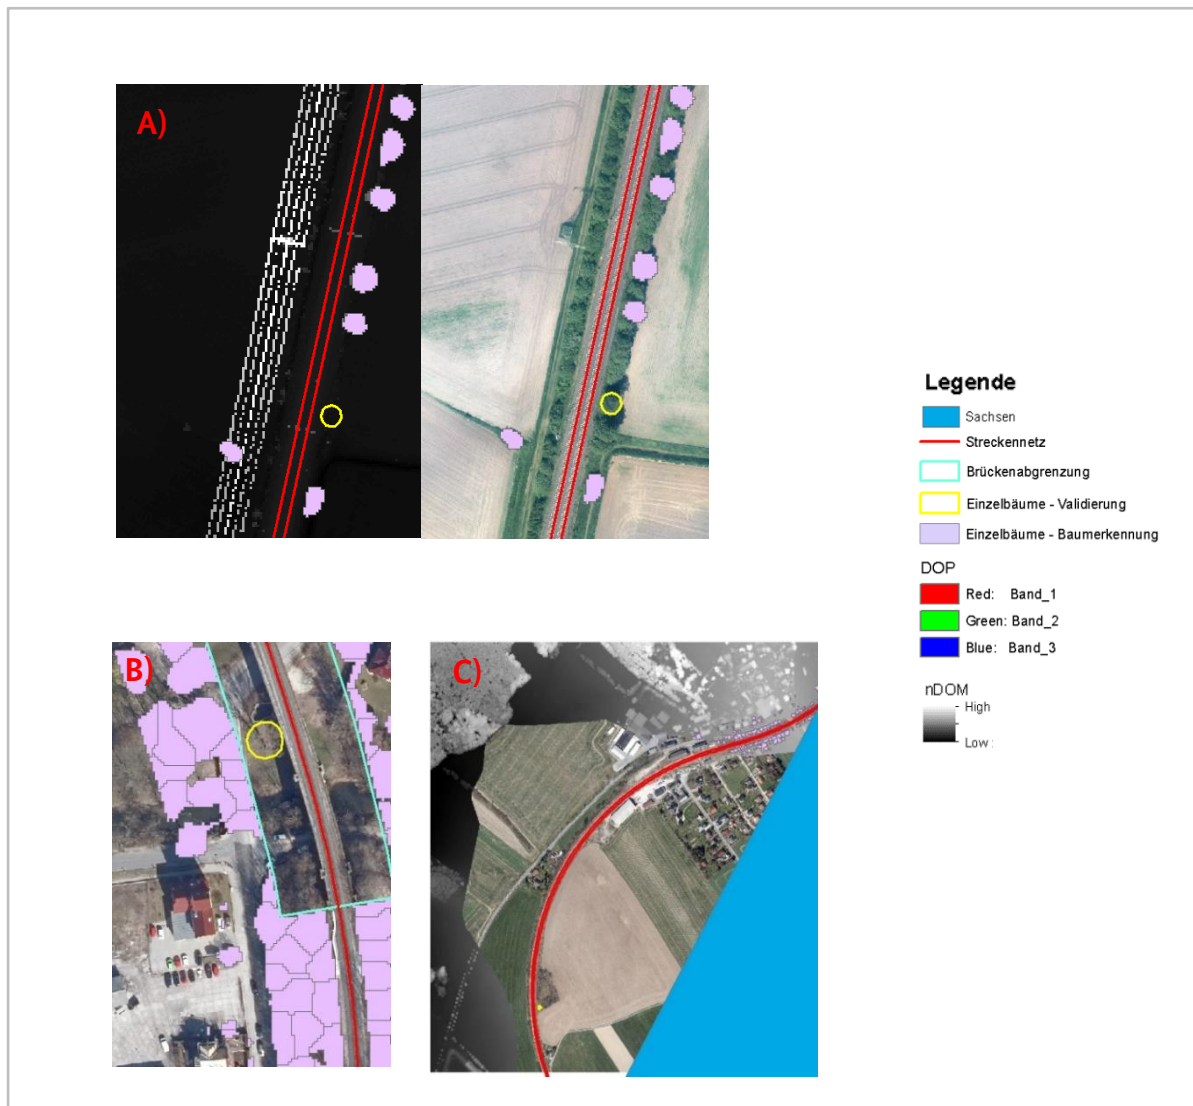 A)
B)
C)
Legende
Sachsen
Streckennetz
Brückenabgrenzung
Einzelbäume - Validierung
Einzelbäume - Baumerkennung
DOP
Red: Band_1
Green: Band_2
Blue: Band_3
nDOM
High
Low :